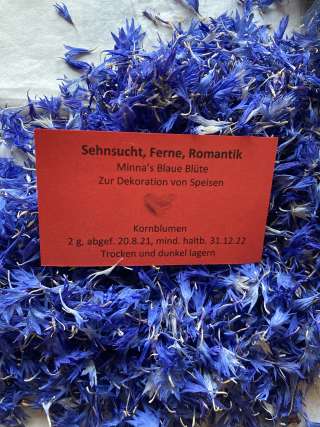 Sehnsucht, Ferne, Romantik
Minna's Blaue Blüte
Zur Dekoration von Speisen
Kornblumen
2 g, abgef. 20.8.21, mind. haltb. 31.12.22
Trocken und dunkel lagern